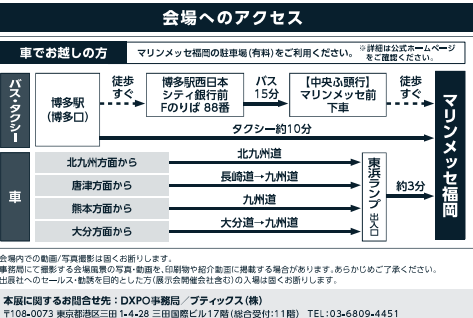 会場へのアクセス
車でお越しの方
マリンメッセ福岡の駐車場(有料)をご利用ください。
※詳細は公式ホームページ
をご確認ください。
バス・タクシー
博多駅
(博多口)
徒歩
すぐ
博多駅西日本
シティ銀行前
Fのりば 88番
バス
15分
【中央ふ頭行】
マリンメッセ前
下車
徒歩
すぐ
タクシー約10分
マリンメッセ福岡
車
北九州方面から
北九州道
唐津方面から
長崎道→九州道
熊本方面から
九州道
大分方面から
大分道→九州道
東浜ランプ 出入口
約3分
会場内での動画/写真撮影は固くお断りします。
事務局にて撮影する会場風景の写真・動画を、印刷物や紹介動画に掲載する場合があります。あらかじめご了承ください。
出展社へのセールス・勧誘を目的とした方(展示会開催会社含む)の入場は固くお断りします。
本展に関するお問合せ先:DXPO事務局/ブティックス(株)
〒108-0073 東京都港区三田 1-4-28 三田国際ビル17階(総合受付:11階) TEL:03-6809-4451